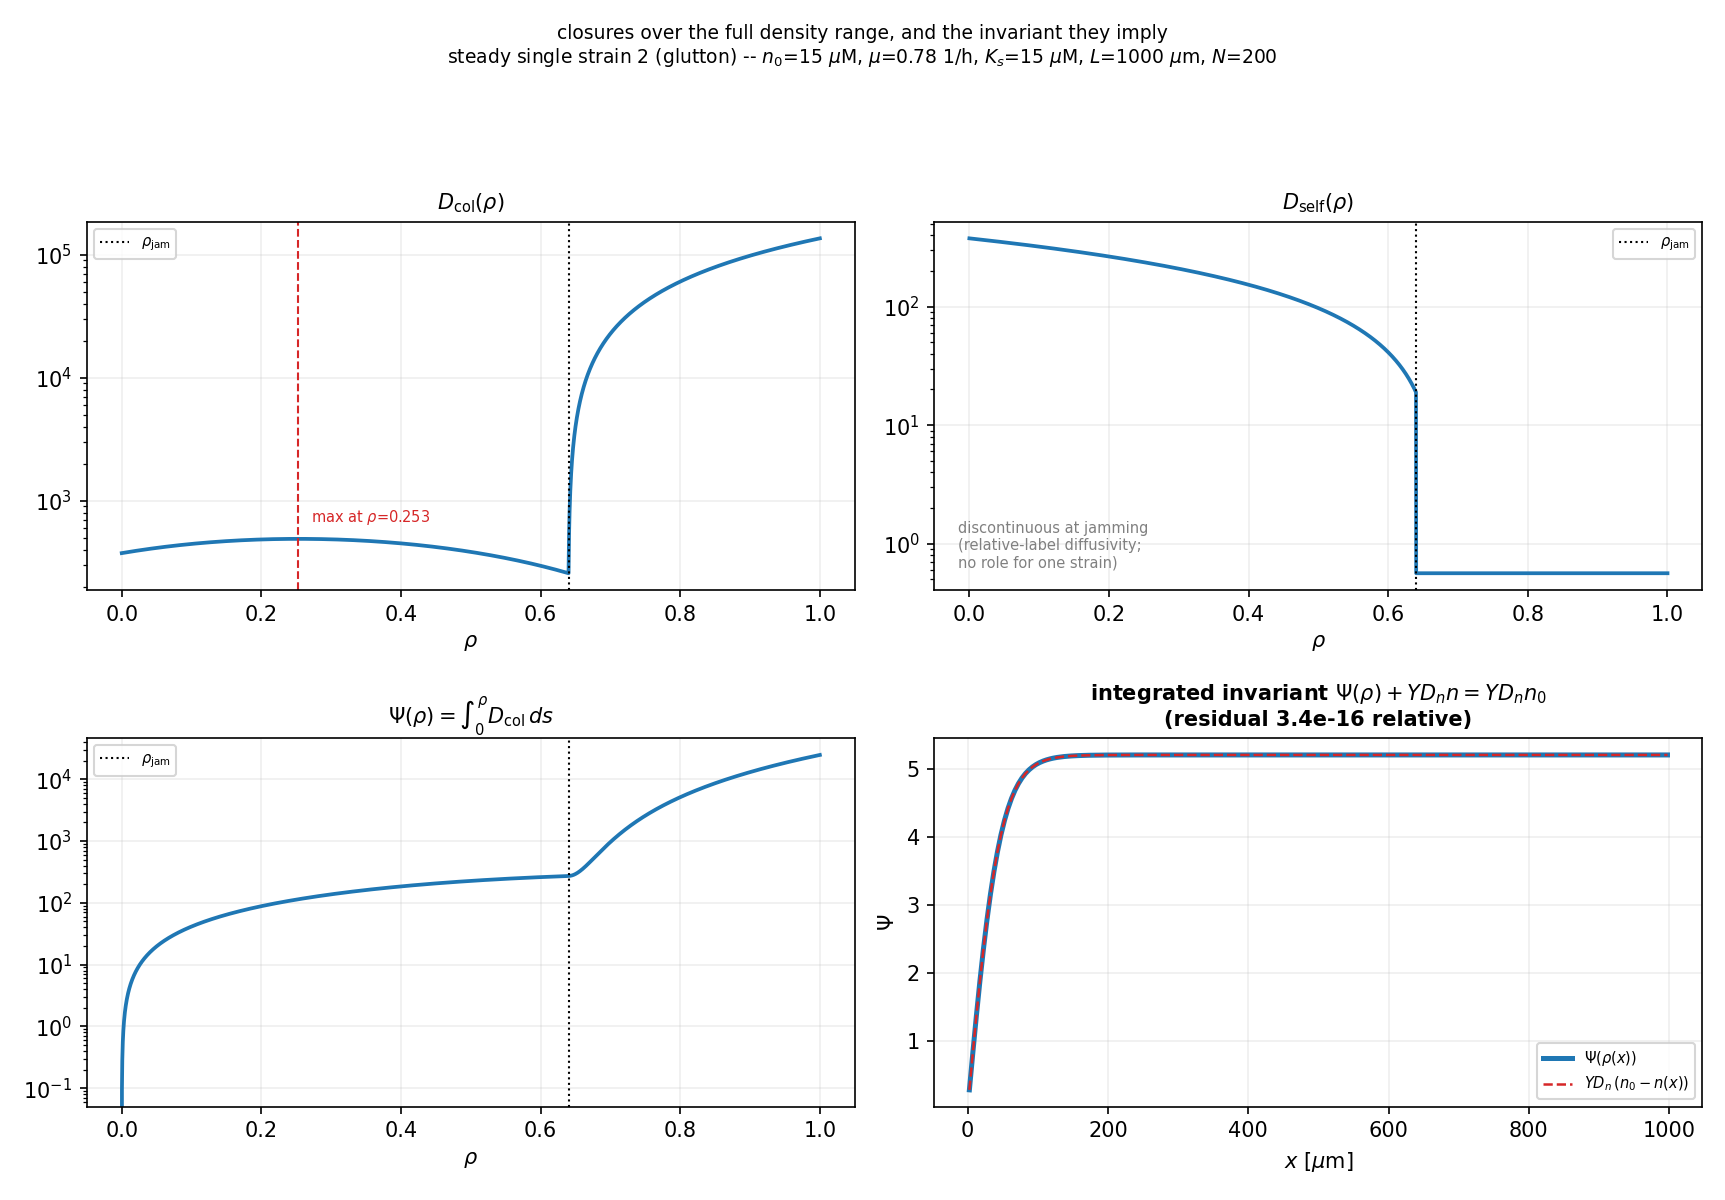 closures over the full density range, and the invariant they imply
steady single strain 2 (glutton) -- n₀=15 μM, μ=0.78 1/h, Kₛ=15 μM, L=1000 μm, N=200
D_col(ρ)
ρ_jam
10⁵
10⁴
10³
max at ρ=0.253
0.0 0.2 0.4 0.6 0.8 1.0
ρ
D_self(ρ)
ρ_jam
10²
10¹
10⁰
discontinuous at jamming
(relative-label diffusivity;
no role for one strain)
0.0 0.2 0.4 0.6 0.8 1.0
ρ
Ψ(ρ) = ∫₀^ρ D_col ds
ρ_jam
10⁴
10³
10²
10¹
10⁰
10⁻¹
0.0 0.2 0.4 0.6 0.8 1.0
ρ
integrated invariant Ψ(ρ) + YDₙn = YDₙn₀
(residual 3.4e-16 relative)
Ψ
5
4
3
2
1
Ψ(ρ(x))
YDₙ (n₀ − n(x))
0 200 400 600 800 1000
x [μm]